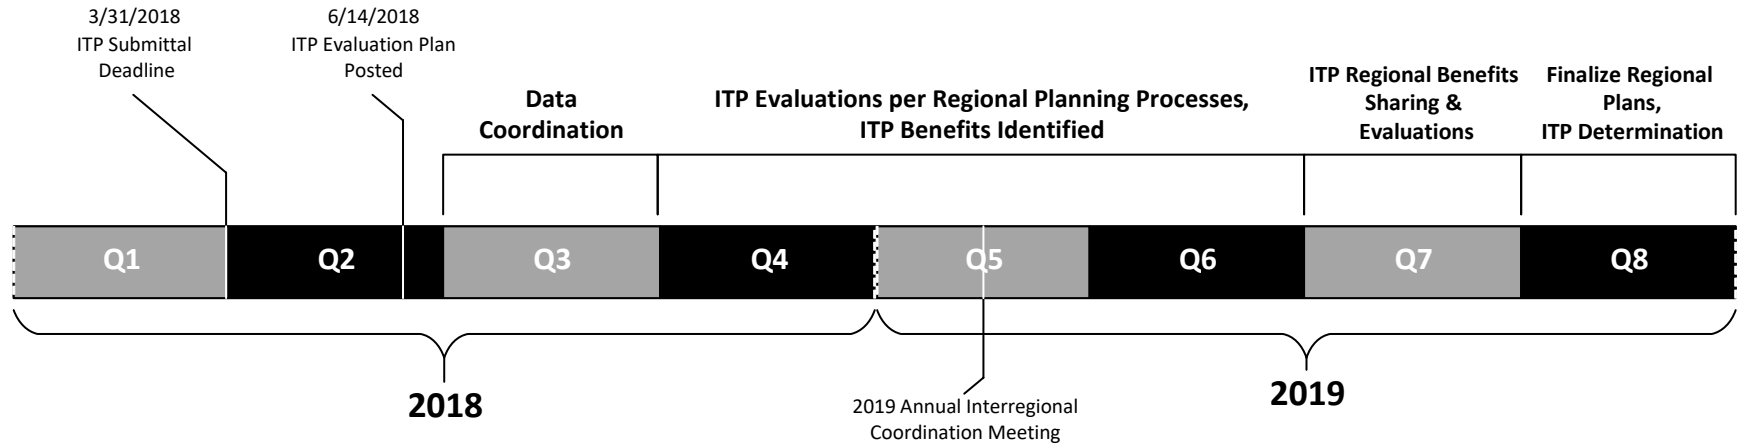 3/31/2018
ITP Submittal
Deadline
6/14/2018
ITP Evaluation Plan
Posted
Data
Coordination
ITP Evaluations per Regional Planning Processes,
ITP Benefits Identified
ITP Regional Benefits
Sharing &
Evaluations
Finalize Regional
Plans,
ITP Determination
Q1
Q2
Q3
Q4
Q5
Q6
Q7
Q8
2018
2019 Annual Interregional
Coordination Meeting
2019